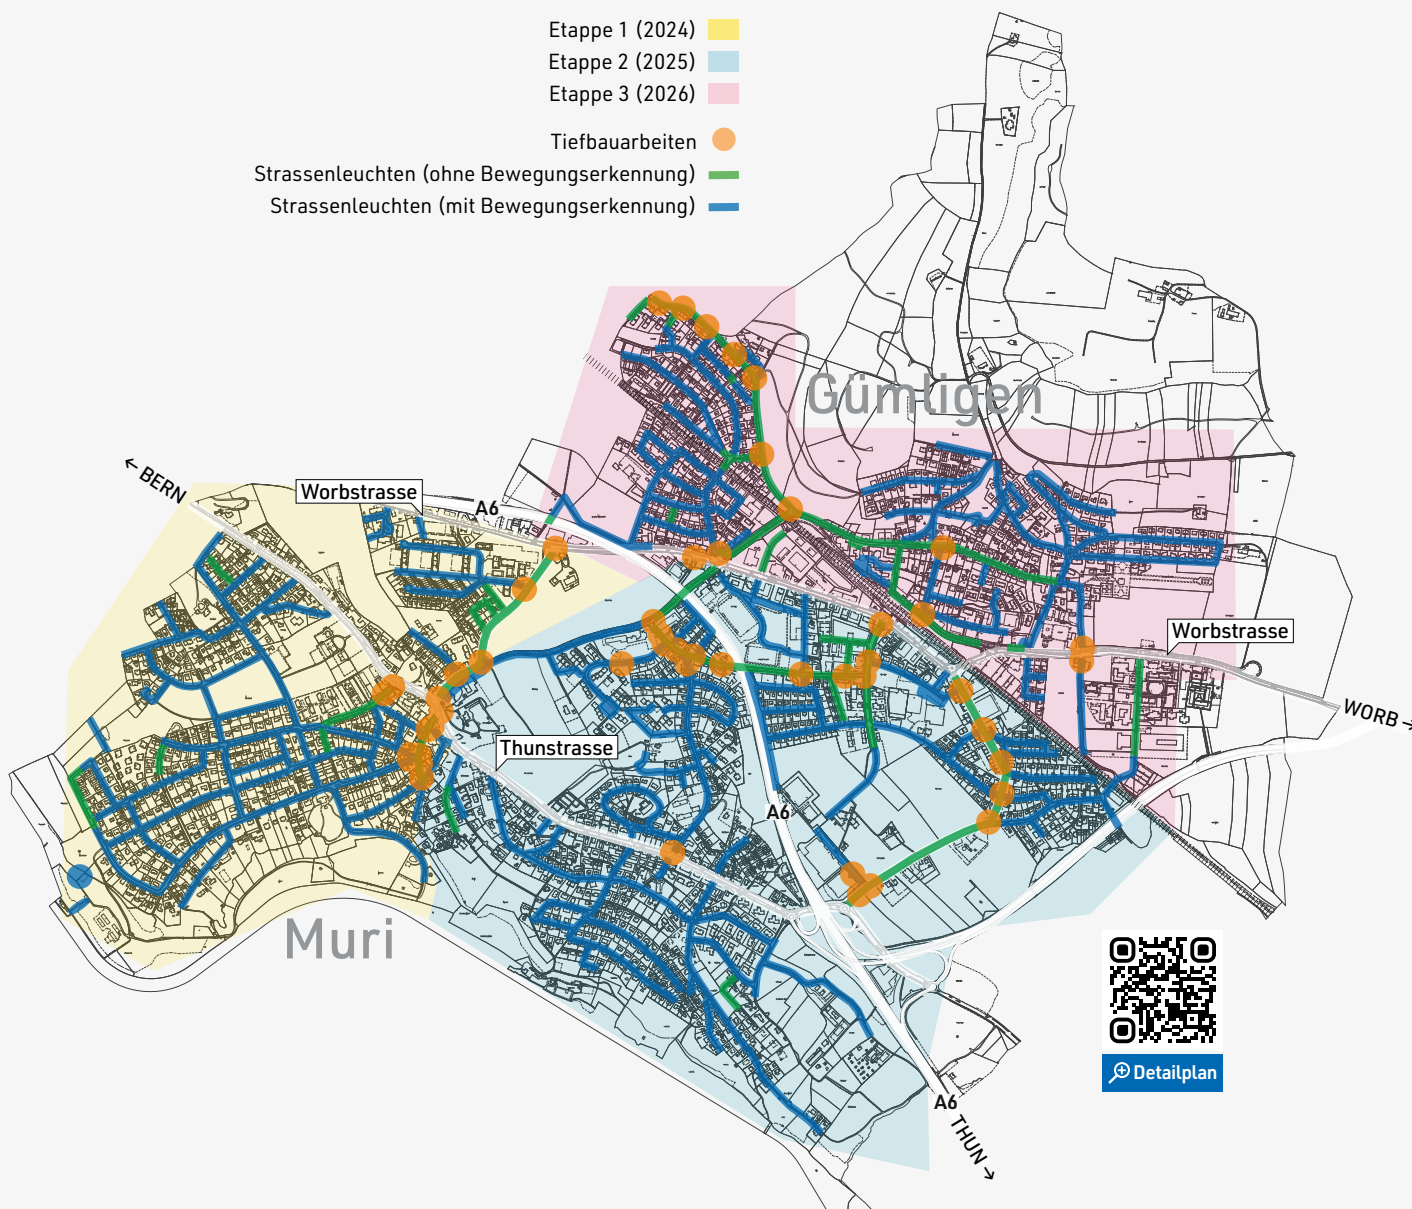 Etappe 1 (2024)
Etappe 2 (2025)
Etappe 3 (2026)
Tiefbauarbeiten
Strassenleuchten (ohne Bewegungserkennung)
Strassenleuchten (mit Bewegungserkennung)
Gümligen
← BERN
Worbstrasse
A6
Worbstrasse
WORB →
Thunstrasse
A6
Muri
Detailplan
A6
THUN →